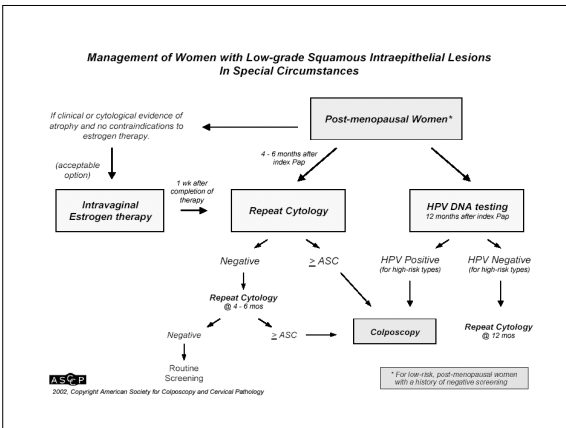 Management of Women with Low-grade Squamous Intraepithelial Lesions
In Special Circumstances
If clinical or cytological evidence of
atrophy and no contraindications to
estrogen therapy.
Post-menopausal Women*
(acceptable
option)
4 - 6 months after
index Pap
Intravaginal
Estrogen therapy
1 wk after
completion of
therapy
Repeat Cytology
HPV DNA testing
12 months after index Pap
Negative
> ASC
HPV Positive
(for high-risk types)
HPV Negative
(for high-risk types)
Repeat Cytology
@ 4 - 6 mos
Negative
> ASC
Colposcopy
Repeat Cytology
@ 12 mos
Routine
Screening
* For low-risk, post-menopausal women
with a history of negative screening
ASCCP
2002, Copyright American Society for Colposcopy and Cervical Pathology